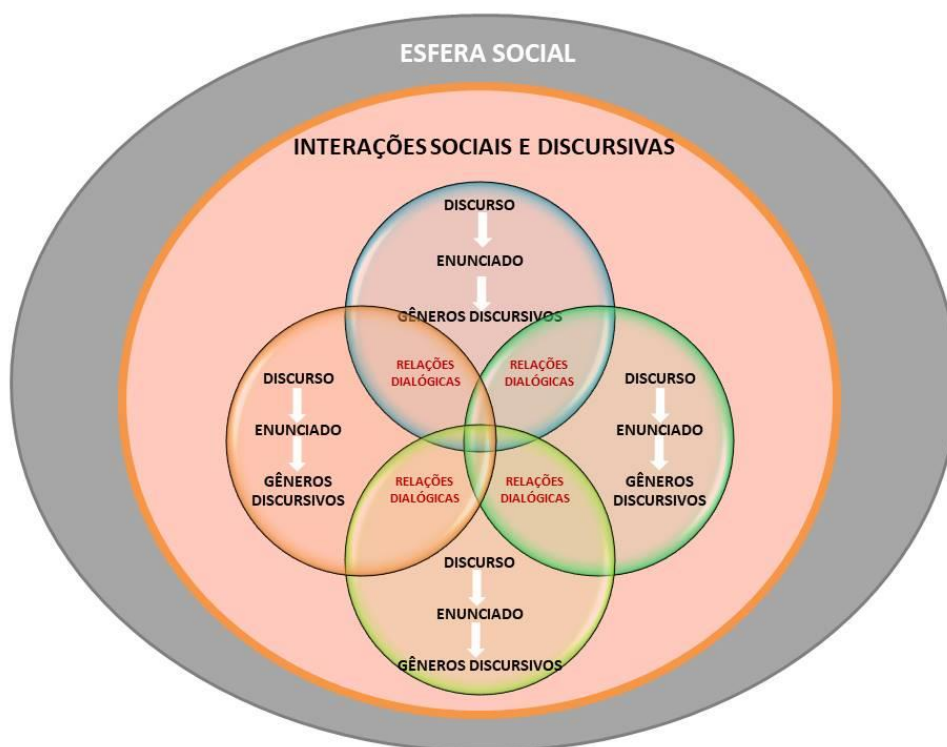 ESFERA SOCIAL
INTERAÇÕES SOCIAIS E DISCURSIVAS
DISCURSO
ENUNCIADO
GÊNEROS DISCURSIVOS
RELAÇÕES
DIALÓGICAS
RELAÇÕES
DIALÓGICAS
DISCURSO
ENUNCIADO
GÊNEROS
DISCURSIVOS
DISCURSO
ENUNCIADO
GÊNEROS
DISCURSIVOS
RELAÇÕES
DIALÓGICAS
RELAÇÕES
DIALÓGICAS
DISCURSO
ENUNCIADO
GÊNEROS DISCURSIVOS